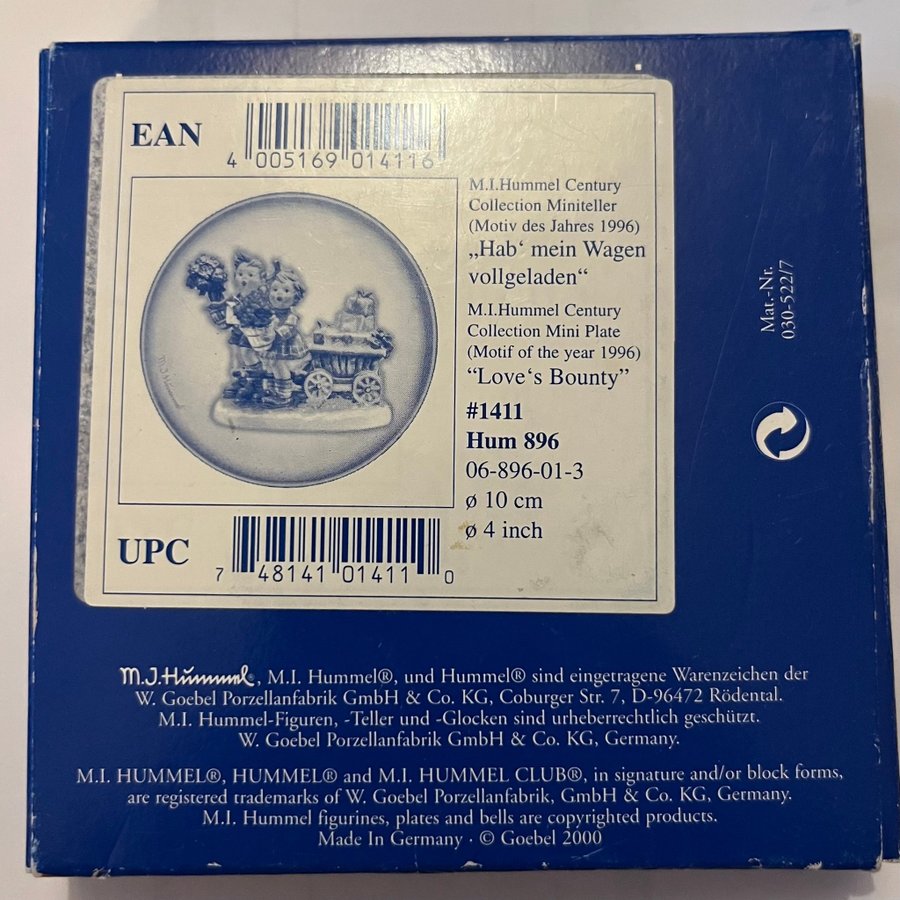 EAN
4 005169 014116
M.J.Hummel
M.I.Hummel Century
Collection Miniteller
(Motiv des Jahres 1996)
„Hab‘ mein Wagen
vollgeladen“
M.I.Hummel Century
Collection Mini Plate
(Motif of the year 1996)
“Love‘s Bounty”
#1411
Hum 896
06-896-01-3
ø 10 cm
ø 4 inch
UPC
7 48141 01411 0
Mat.-Nr.
030-522/7
M.J.Hummel®, M.I. Hummel®, und Hummel® sind eingetragene Warenzeichen der
W. Goebel Porzellanfabrik GmbH & Co. KG, Coburger Str. 7, D-96472 Rödental.
M.I. Hummel-Figuren, -Teller und -Glocken sind urheberrechtlich geschützt.
W. Goebel Porzellanfabrik GmbH & Co. KG, Germany.
M.I. HUMMEL®, HUMMEL® and M.I. HUMMEL CLUB®, in signature and/or block forms,
are registered trademarks of W. Goebel Porzellanfabrik, GmbH & Co. KG, Germany.
M.I. Hummel figurines, plates and bells are copyrighted products.
Made In Germany · © Goebel 2000